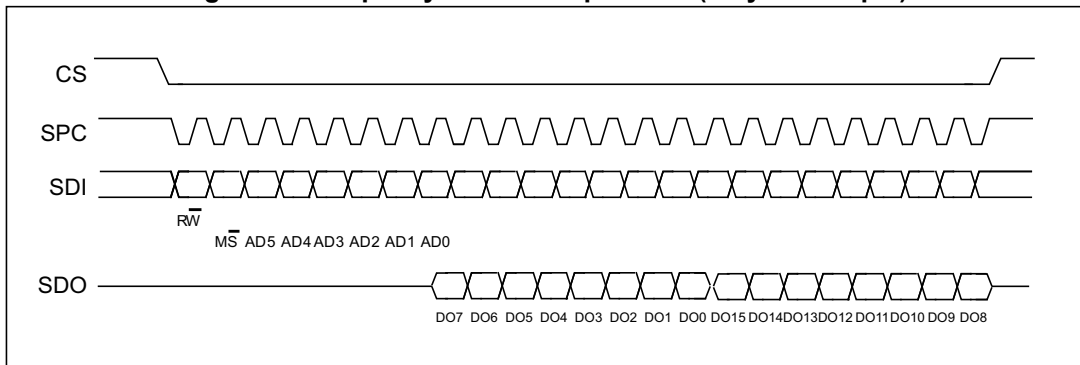 CS
SPC
SDI
RW
MS AD5 AD4 AD3 AD2 AD1 AD0
SDO
DO7 DO6 DO5 DO4 DO3 DO2 DO1 DO0 DO15 DO14 DO13 DO12 DO11 DO10 DO9 DO8